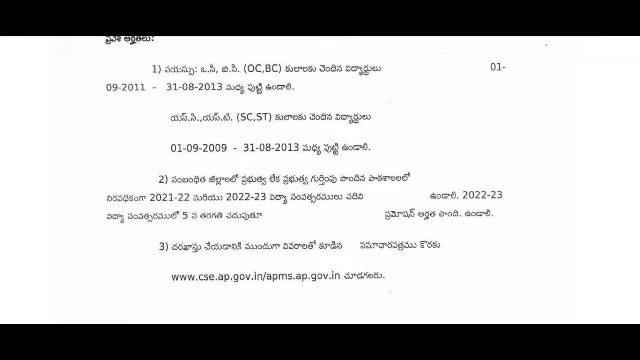 ప్రవేశ అర్హతలు:
1) వయస్సు: ఒ.సి, బి.సి. (OC,BC) కులాలకు చెందిన విద్యార్థులు 01-
09-2011 – 31-08-2013 మధ్య పుట్టి ఉండాలి.
యస్.సి.,యస్.టి. (SC,ST) కులాలకు చెందిన విద్యార్థులు
01-09-2009 - 31-08-2013 మధ్య పుట్టి ఉండాలి.
2) సంబంధిత జిల్లాలలో ప్రభుత్వ లేక ప్రభుత్వ గుర్తింపు పొందిన పాఠశాలలలో
నిరవధికంగా 2021-22 మరియు 2022-23 విద్యా సంవత్సరములు చదివి ఉండాలి. 2022-23
విద్యా సంవత్సరములో 5 వ తరగతి చదువుతూ ప్రమోషన్ అర్హత పొంది. ఉండాలి.
3) దరఖాస్తు చేయడానికి ముందుగా వివరాలతో కూడిన సమాచారపత్రము కొరకు
www.cse.ap.gov.in/apms.ap.gov.in చూడగలరు.